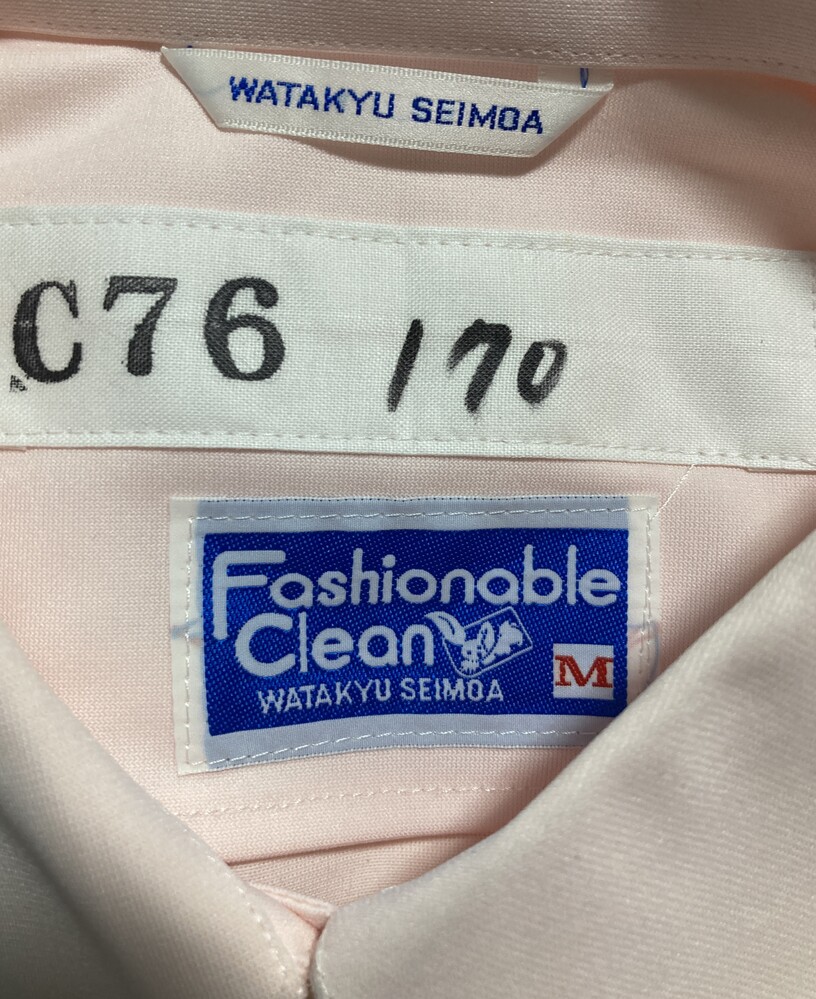 WATAKYU SEIMOA
C76 170
Fashionable
Clean
M
WATAKYU SEIMOA